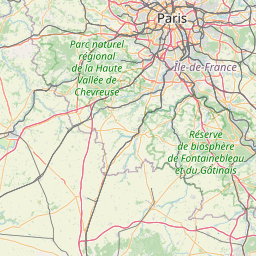 Paris
Parc naturel
régional
de la Haute
Vallée de
Chevreuse
Île-de-France
Réserve
de biosphère
de Fontainebleau
et du Gâtinais